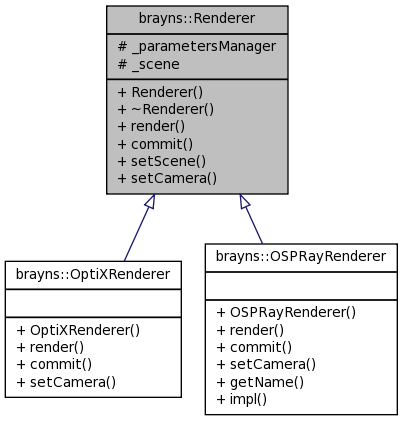 brayns::Renderer
# _parametersManager
# _scene
+ Renderer()
+ ~Renderer()
+ render()
+ commit()
+ setScene()
+ setCamera()
brayns::OptiXRenderer
+ OptiXRenderer()
+ render()
+ commit()
+ setCamera()
brayns::OSPRayRenderer
+ OSPRayRenderer()
+ render()
+ commit()
+ setCamera()
+ getName()
+ impl()